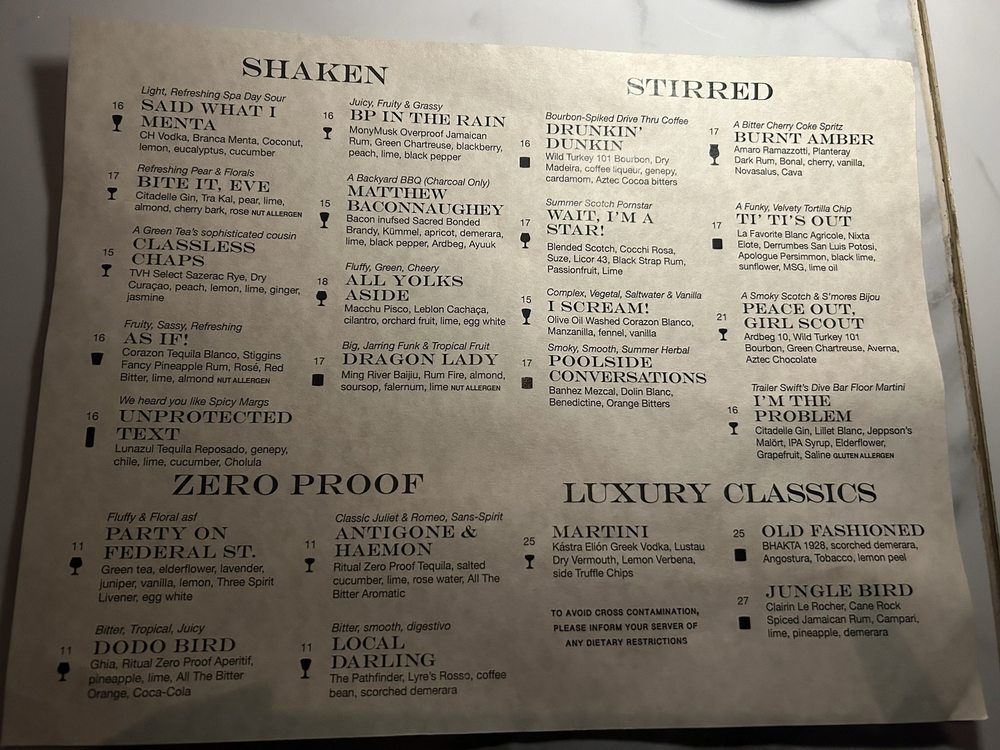 SHAKEN
Light, Refreshing Spa Day Sour
16
SAID WHAT I
MENTA
CH Vodka, Branca Menta, Coconut,
lemon, eucalyptus, cucumber
Refreshing Pear & Florals
17
BITE IT, EVE
Citadelle Gin, Tra Kal, pear, lime,
almond, cherry bark, rose NUT ALLERGEN
A Green Tea's sophisticated cousin
15
CLASSLESS
CHAPS
TVH Select Sazerac Rye, Dry
Curaçao, peach, lemon, lime, ginger,
jasmine
Fruity, Sassy, Refreshing
16
AS IF!
Corazon Tequila Blanco, Stiggins
Fancy Pineapple Rum, Rosé, Red
Bitter, lime, almond NUT ALLERGEN
We heard you like Spicy Margs
16
UNPROTECTED
TEXT
Lunazul Tequila Reposado, genepy,
chile, lime, cucumber, Cholula
Juicy, Fruity & Grassy
16
BP IN THE RAIN
MonyMusk Overproof Jamaican
Rum, Green Chartreuse, blackberry,
peach, lime, black pepper
A Backyard BBQ (Charcoal Only)
15
MATTHEW
BACONNAUGHEY
Bacon inufsed Sacred Bonded
Brandy, Kümmel, apricot, demerara,
lime, black pepper, Ardbeg, Ayuuk
Fluffy, Green, Cheery
18
ALL YOLKS
ASIDE
Macchu Pisco, Leblon Cachaça,
cilantro, orchard fruit, lime, egg white
Big, Jarring Funk & Tropical Fruit
17
DRAGON LADY
Ming River Baijiu, Rum Fire, almond,
soursop, falernum, lime NUT ALLERGEN
STIRRED
Bourbon-Spiked Drive Thru Coffee
16
DRUNKIN'
DUNKIN
Wild Turkey 101 Bourbon, Dry
Madeira, coffee liqueur, genepy,
cardamom, Aztec Cocoa bitters
Summer Scotch Pornstar
17
WAIT, I'M A
STAR!
Blended Scotch, Cocchi Rosa,
Suze, Licor 43, Black Strap Rum,
Passionfruit, Lime
Complex, Vegetal, Saltwater & Vanilla
15
I SCREAM!
Olive Oil Washed Corazon Blanco,
Manzanilla, fennel, vanilla
Smoky, Smooth, Summer Herbal
17
POOLSIDE
CONVERSATIONS
Banhez Mezcal, Dolin Blanc,
Benedictine, Orange Bitters
A Bitter Cherry Coke Spritz
17
BURNT AMBER
Amaro Ramazzotti, Planteray
Dark Rum, Bonal, cherry, vanilla,
Novasalus, Cava
A Funky, Velvety Tortilla Chip
17
TI' TI'S OUT
La Favorite Blanc Agricole, Nixta
Elote, Derrumbes San Luis Potosi,
Apologue Persimmon, black lime,
sunflower, MSG, lime oil
A Smoky Scotch & S'mores Bijou
21
PEACE OUT,
GIRL SCOUT
Ardbeg 10, Wild Turkey 101
Bourbon, Green Chartreuse, Averna,
Aztec Chocolate
Trailer Swift's Dive Bar Floor Martini
16
I'M THE
PROBLEM
Citadelle Gin, Lillet Blanc, Jeppson's
Malört, IPA Syrup, Elderflower,
Grapefruit, Saline GLUTEN ALLERGEN
ZERO PROOF
Fluffy & Floral asf
11
PARTY ON
FEDERAL ST.
Green tea, elderflower, lavender,
juniper, vanilla, lemon, Three Spirit
Livener, egg white
Bitter, Tropical, Juicy
11
DODO BIRD
Ghia, Ritual Zero Proof Aperitif,
pineapple, lime, All The Bitter
Orange, Coca-Cola
Classic Juliet & Romeo, Sans-Spirit
11
ANTIGONE &
HAEMON
Ritual Zero Proof Tequila, salted
cucumber, lime, rose water, All The
Bitter Aromatic
Bitter, smooth, digestivo
11
LOCAL
DARLING
The Pathfinder, Lyre's Rosso, coffee
bean, scorched demerara
LUXURY CLASSICS
25
MARTINI
Kástra Elión Greek Vodka, Lustau
Dry Vermouth, Lemon Verbena,
side Truffle Chips
TO AVOID CROSS CONTAMINATION,
PLEASE INFORM YOUR SERVER OF
ANY DIETARY RESTRICTIONS
25
OLD FASHIONED
BHAKTA 1928, scorched demerara,
Angostura, Tobacco, lemon peel
27
JUNGLE BIRD
Clairin Le Rocher, Cane Rock
Spiced Jamaican Rum, Campari,
lime, pineapple, demerara